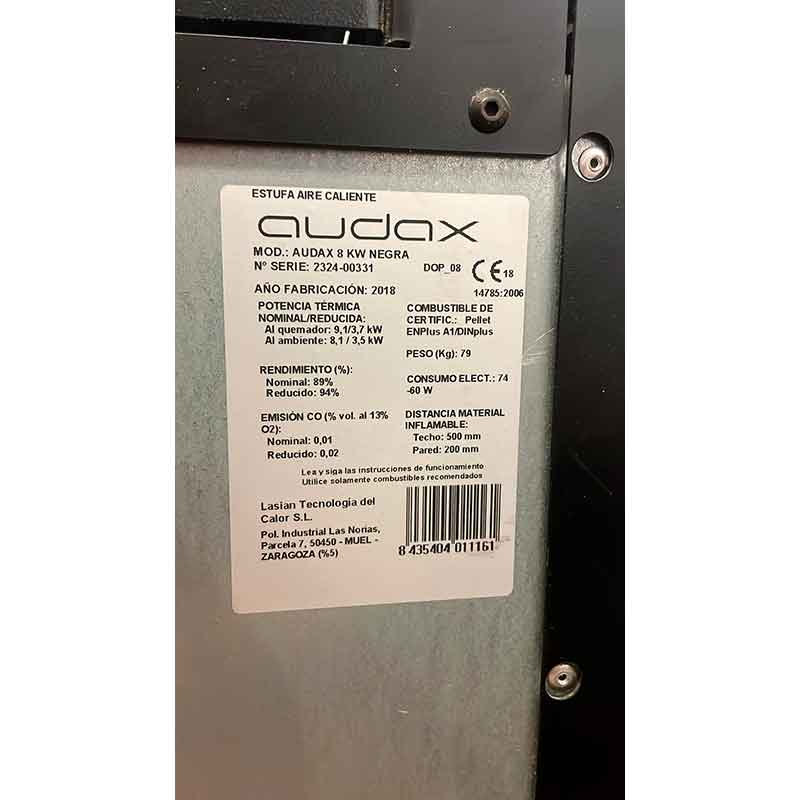 ESTUFA AIRE CALIENTE
audax
MOD.: AUDAX 8 KW NEGRA
Nº SERIE: 2324-00331
DOP_08 CE 18
AÑO FABRICACIÓN: 2018
14785:2006
POTENCIA TÉRMICA
NOMINAL/REDUCIDA:
Al quemador: 9,1/3,7 kW
Al ambiente: 8,1 / 3,5 kW
COMBUSTIBLE DE
CERTIFIC.: Pellet
ENPlus A1/DINplus
PESO (Kg): 79
RENDIMIENTO (%):
Nominal: 89%
Reducido: 94%
CONSUMO ELECT.: 74
-60 W
EMISIÓN CO (% vol. al 13%
O2):
Nominal: 0,01
Reducido: 0,02
DISTANCIA MATERIAL
INFLAMABLE:
Techo: 500 mm
Pared: 200 mm
Lea y siga las instrucciones de funcionamiento
Utilice solamente combustibles recomendados
Lasian Tecnología del
Calor S.L.
Pol. Industrial Las Norias,
Parcela 7, 50450 - MUEL -
ZARAGOZA (%5)
8 435404 011161